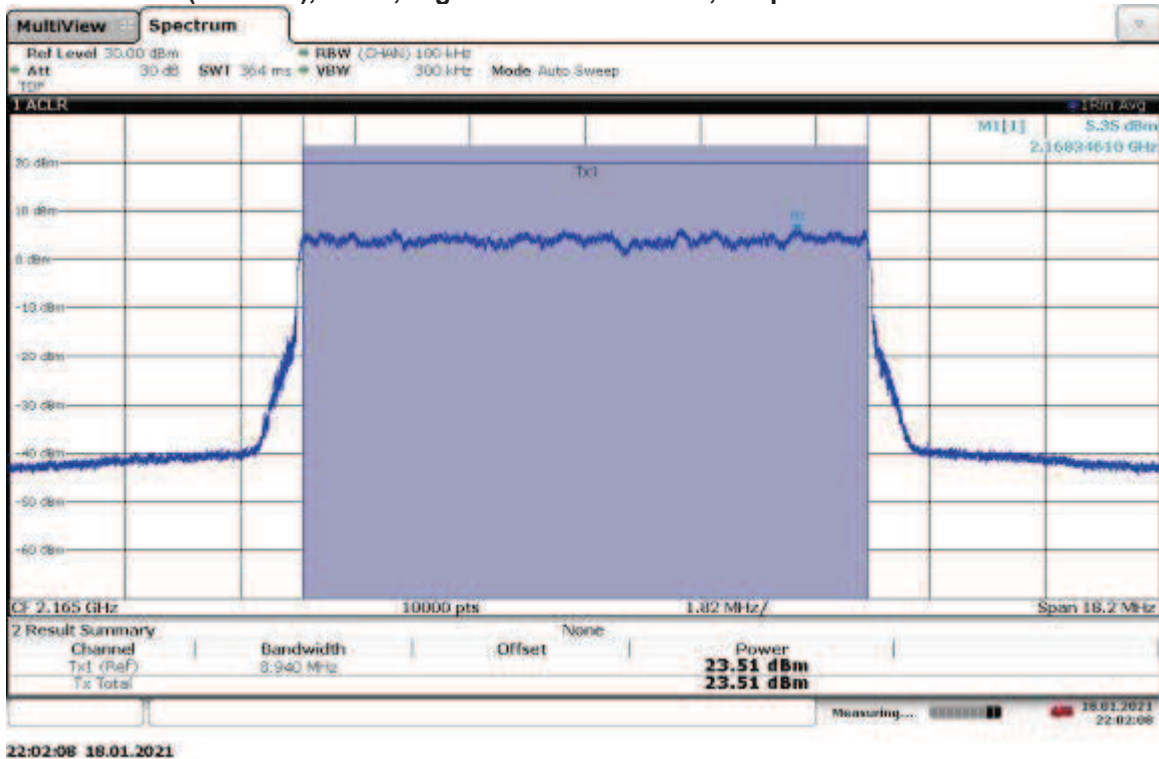 MultiView Spectrum
Ref Level 30.00 dBm RBW (CHAN) 100 kHz
Att 30 dB SWT 364 ms VBW 300 kHz Mode Auto Sweep
TDF
1 ACLR 1Rm Avg
M1[1] 5.35 dBm
2.16834610 GHz
20 dBm
Tx1
10 dBm
M1
0 dBm
-10 dBm
-20 dBm
-30 dBm
-40 dBm
-50 dBm
-60 dBm
CF 2.165 GHz 10000 pts 1.82 MHz/ Span 18.2 MHz
2 Result Summary None
Channel Bandwidth Offset Power
Tx1 (Ref) 8.940 MHz 23.51 dBm
Tx Total 23.51 dBm
Measuring... 18.01.2021
22:02:08
22:02:08 18.01.2021